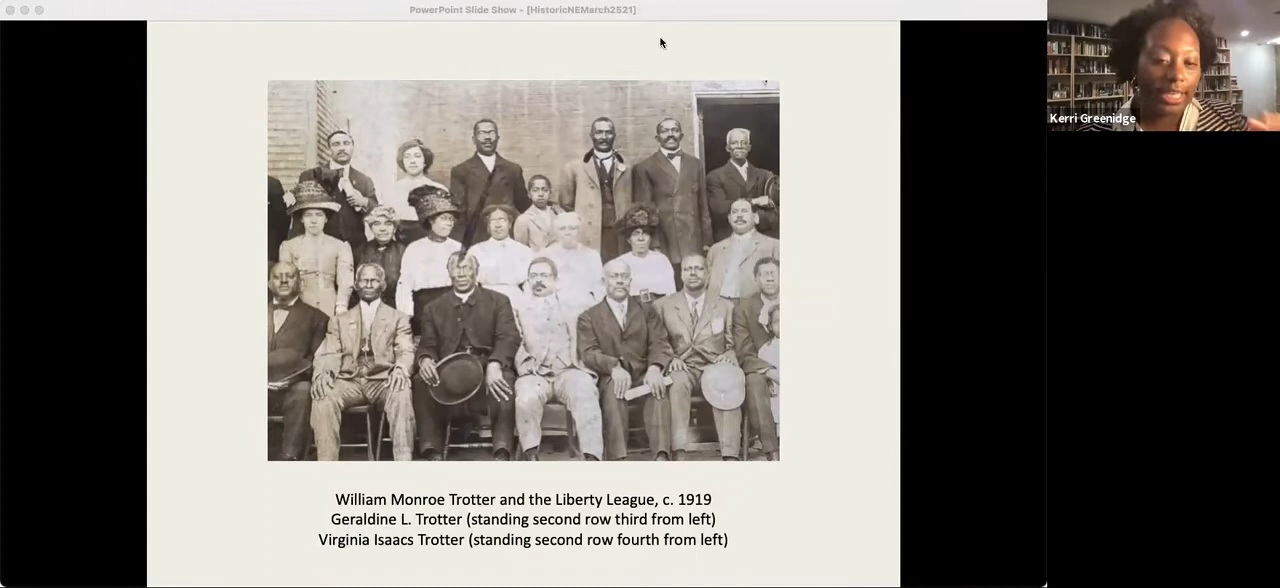 PowerPoint Slide Show - [HistoricNEMarch2521]
Kerri Greenidge
William Monroe Trotter and the Liberty League, c. 1919
Geraldine L. Trotter (standing second row third from left)
Virginia Isaacs Trotter (standing second row fourth from left)